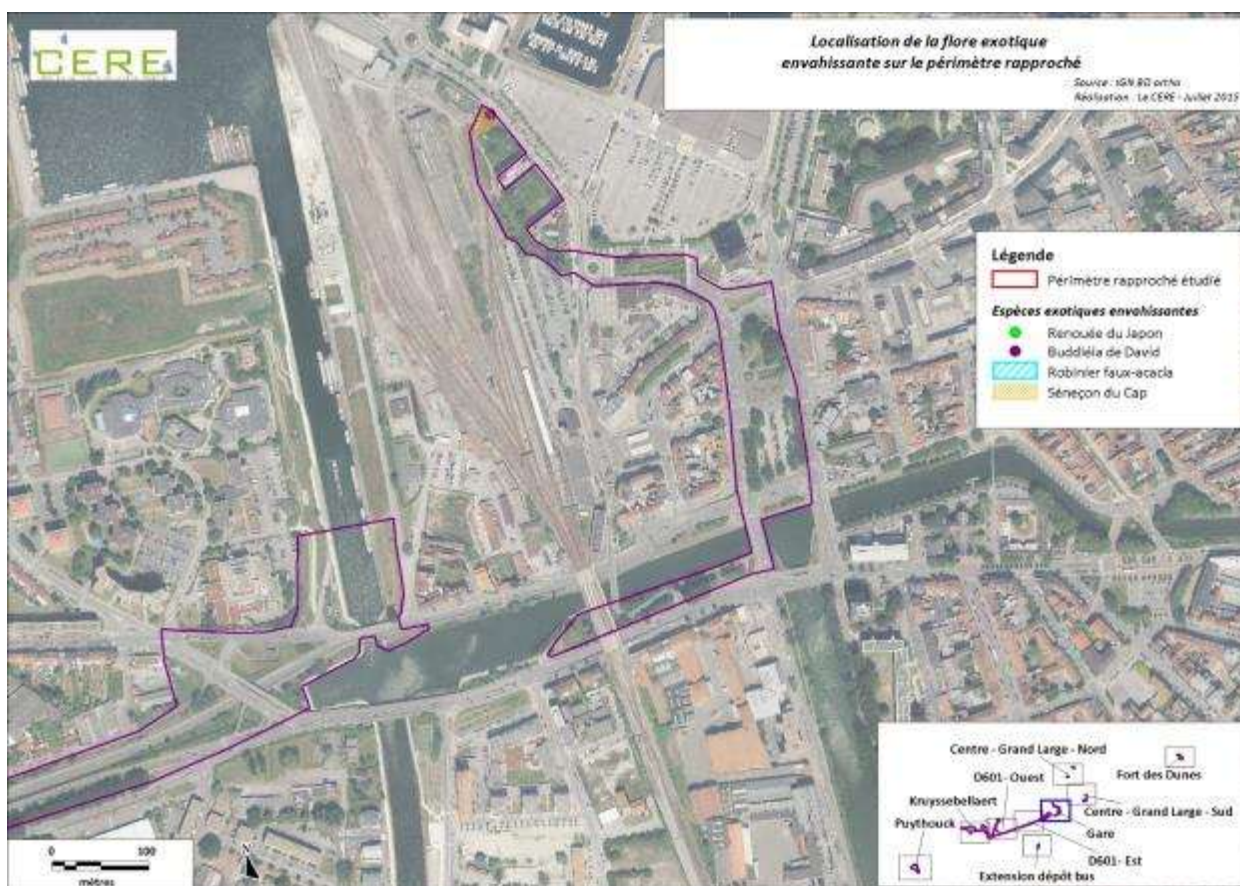 CERE
Localisation de la flore exotique
envahissante sur le périmètre rapproché
Source : IGN BD ortho
Réalisation : Le CERE - Juillet 2015
Légende
Périmètre rapproché étudié
Espèces exotiques envahissantes
Renouée du Japon
Buddléia de David
Robinier faux-acacia
Séneçon du Cap
Centre - Grand Large - Nord
D601- Ouest
Fort des Dunes
Kruyssebellaert
Centre - Grand Large - Sud
Puythouck
Gare
D601- Est
Extension dépôt bus
0 100
mètres
N